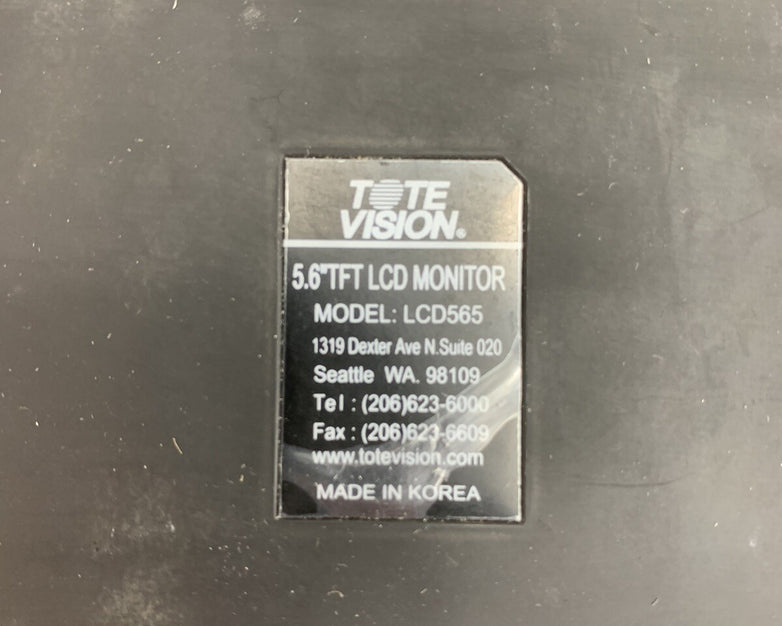 TOTE
VISION®
5.6"TFT LCD MONITOR
MODEL: LCD565
1319 Dexter Ave N.Suite 020
Seattle WA. 98109
Tel : (206)623-6000
Fax : (206)623-6609
www.totevision.com
MADE IN KOREA